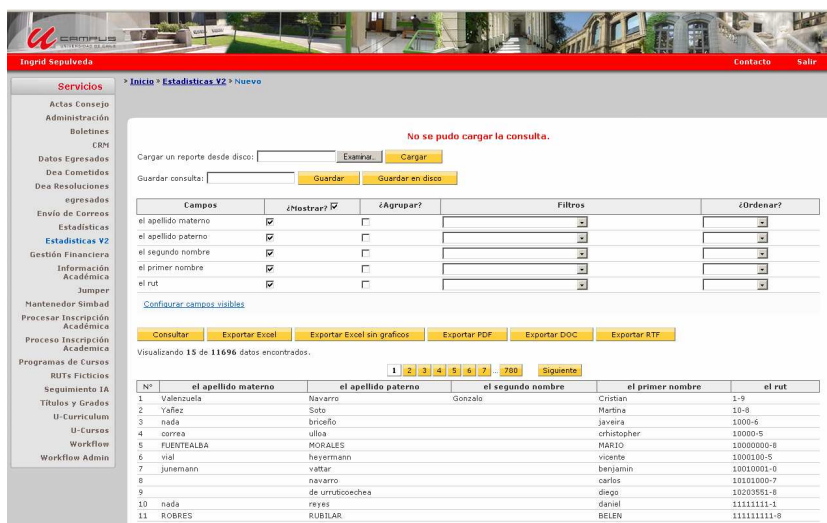 CAMPUS
UNIVERSIDAD DE CHILE
Ingrid Sepulveda
Contacto Salir
Servicios
Actas Consejo
Administración
Boletines
CRM
Datos Egresados
Dea Cometidos
Dea Resoluciones
egresados
Envío de Correos
Estadísticas
Estadísticas V2
Gestión Financiera
Información
Académica
Jumper
Mantenedor Simbad
Procesar Inscripción
Académica
Proceso Inscripción
Academica
Programas de Cursos
RUTs Ficticios
Seguimiento IA
Títulos y Grados
U-Curriculum
U-Cursos
Workflow
Workflow Admin
» Inicio » Estadísticas V2 » Nuevo
No se pudo cargar la consulta.
Cargar un reporte desde disco: Examinar... Cargar
Guardar consulta: Guardar Guardar en disco
Campos ¿Mostrar? ¿Agrupar? Filtros ¿Ordenar?
el apellido materno
el apellido paterno
el segundo nombre
el primer nombre
el rut
Configurar campos visibles
Consultar Exportar Excel Exportar Excel sin graficos Exportar PDF Exportar DOC Exportar RTF
Visualizando 15 de 11696 datos encontrados.
1 2 3 4 5 6 7 .. 780 Siguiente
N° el apellido materno el apellido paterno el segundo nombre el primer nombre el rut
1 Valenzuela Navarro Gonzalo Cristian 1-9
2 Yañez Soto Martina 10-8
3 nada briceño javeira 1000-6
4 correa ulloa crhistopher 10000-5
5 FUENTEALBA MORALES MARIO 10000000-8
6 vial heyermann vicente 1000100-5
7 junemann vattar benjamin 10010001-0
8 navarro carlos 10101000-7
9 de urruticoechea diego 10203551-8
10 nada reyes daniel 11111111-1
11 ROBRES RUBILAR BELEN 111111111-8